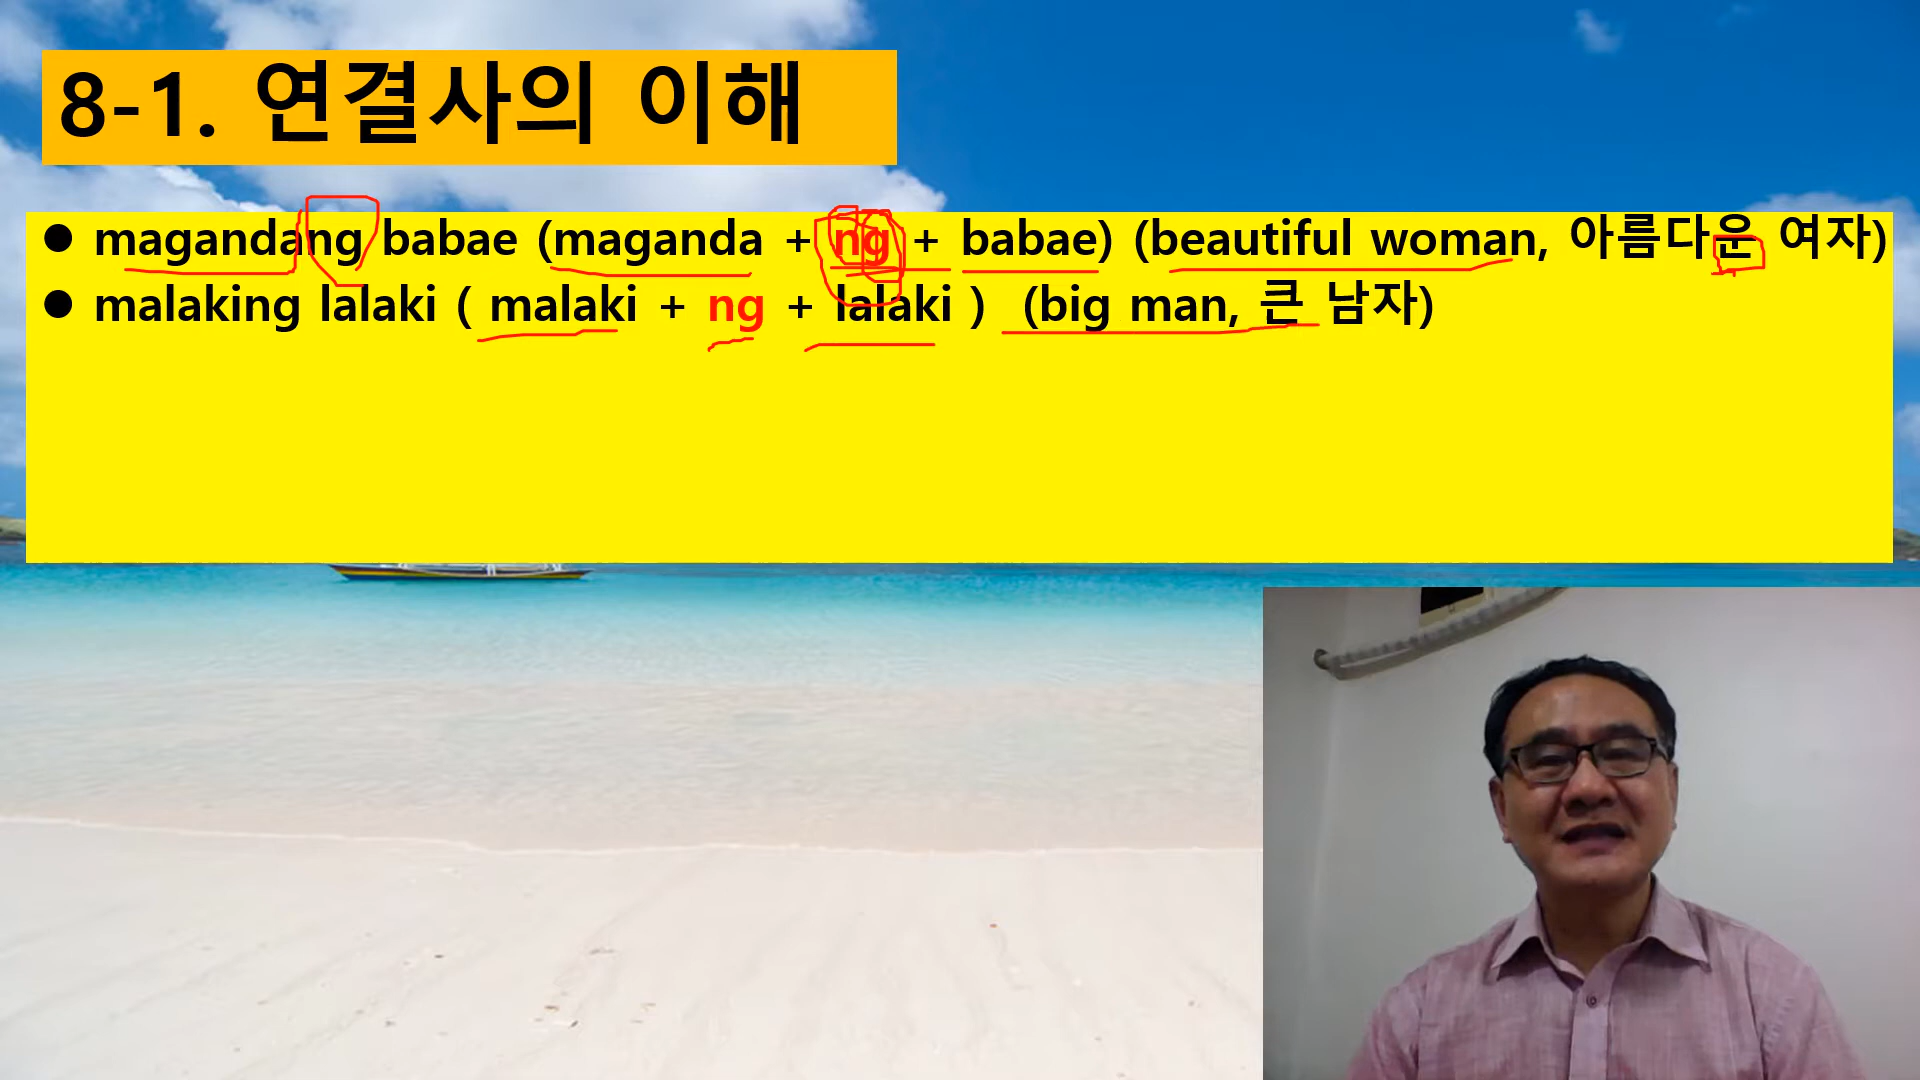 8-1. 연결사의 이해
● magandang babae (maganda + ng + babae) (beautiful woman, 아름다운 여자)
● malaking lalaki ( malaki + ng + lalaki ) (big man, 큰 남자)